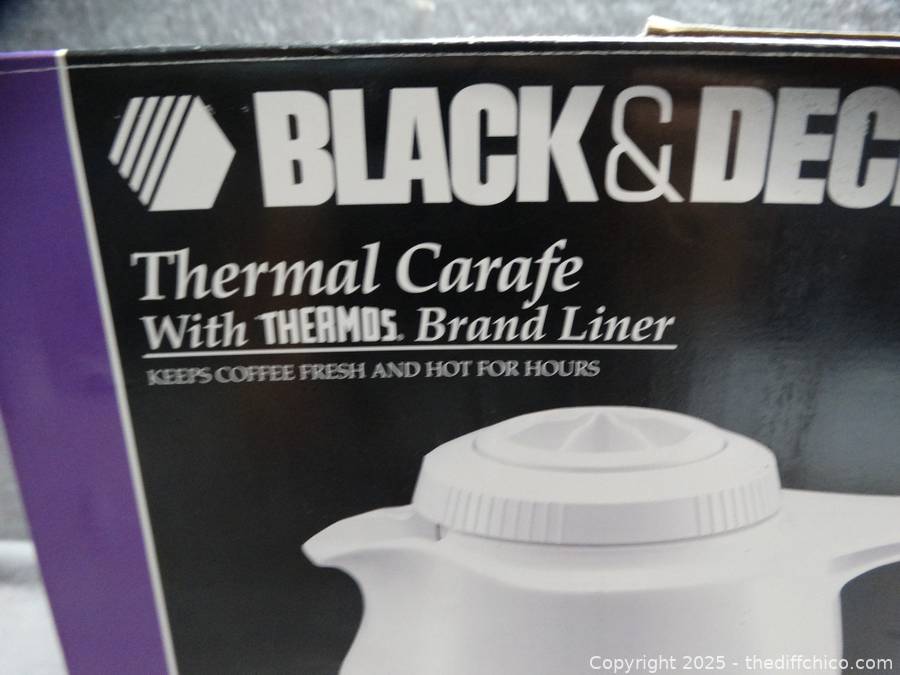 BLACK&DEC
Thermal Carafe
With THERMOS® Brand Liner
KEEPS COFFEE FRESH AND HOT FOR HOURS
Copyright 2025 - thediffchico.com